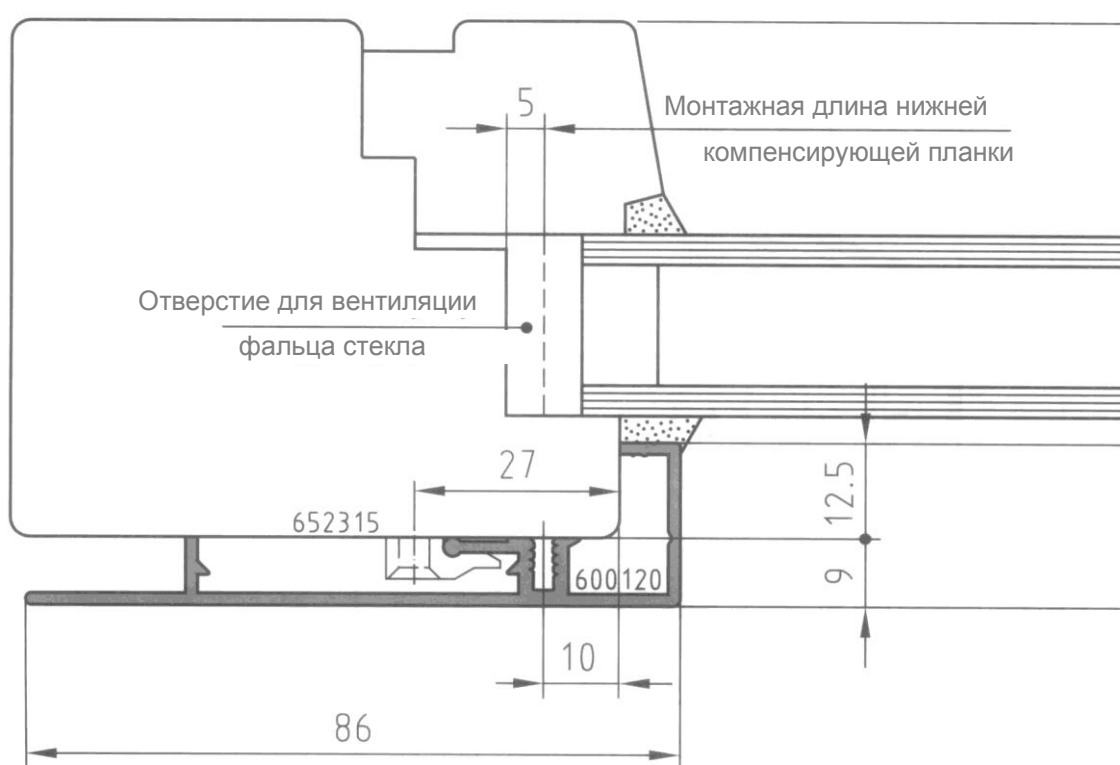 5
Монтажная длина нижней
компенсирующей планки
Отверстие для вентиляции
фальца стекла
27
12.5
652315
600120
9
10
86